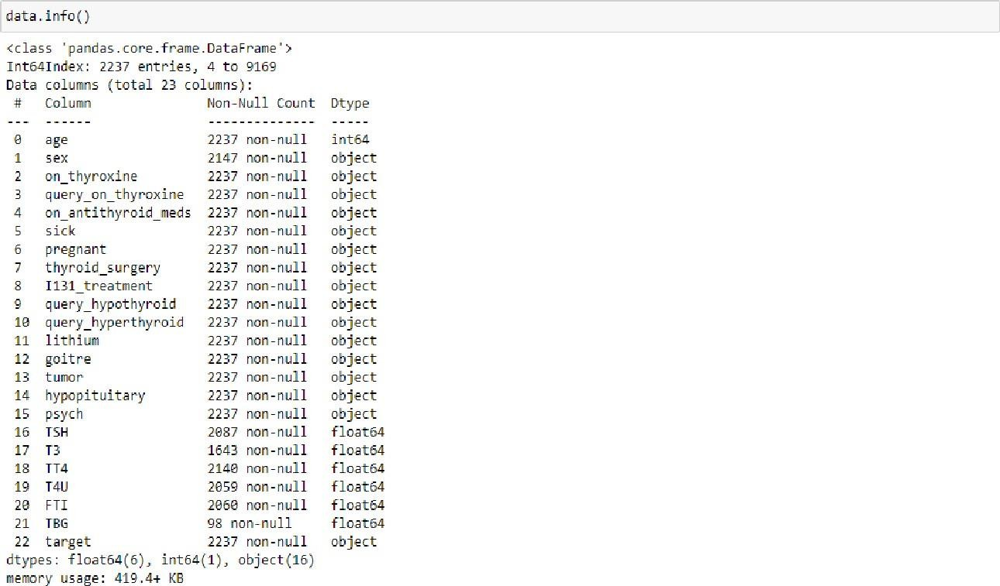 data.info()
<class 'pandas.core.frame.DataFrame'>
Int64Index: 2237 entries, 4 to 9169
Data columns (total 23 columns):
 #   Column               Non-Null Count  Dtype
---  ------               --------------  -----
 0   age                  2237 non-null   int64
 1   sex                  2147 non-null   object
 2   on_thyroxine         2237 non-null   object
 3   query_on_thyroxine   2237 non-null   object
 4   on_antithyroid_meds  2237 non-null   object
 5   sick                 2237 non-null   object
 6   pregnant             2237 non-null   object
 7   thyroid_surgery      2237 non-null   object
 8   I131_treatment       2237 non-null   object
 9   query_hypothyroid    2237 non-null   object
 10  query_hyperthyroid   2237 non-null   object
 11  lithium              2237 non-null   object
 12  goitre               2237 non-null   object
 13  tumor                2237 non-null   object
 14  hypopituitary        2237 non-null   object
 15  psych                2237 non-null   object
 16  TSH                  2087 non-null   float64
 17  T3                   1643 non-null   float64
 18  TT4                  2140 non-null   float64
 19  T4U                  2059 non-null   float64
 20  FTI                  2060 non-null   float64
 21  TBG                  98 non-null     float64
 22  target               2237 non-null   object
dtypes: float64(6), int64(1), object(16)
memory usage: 419.4+ KB